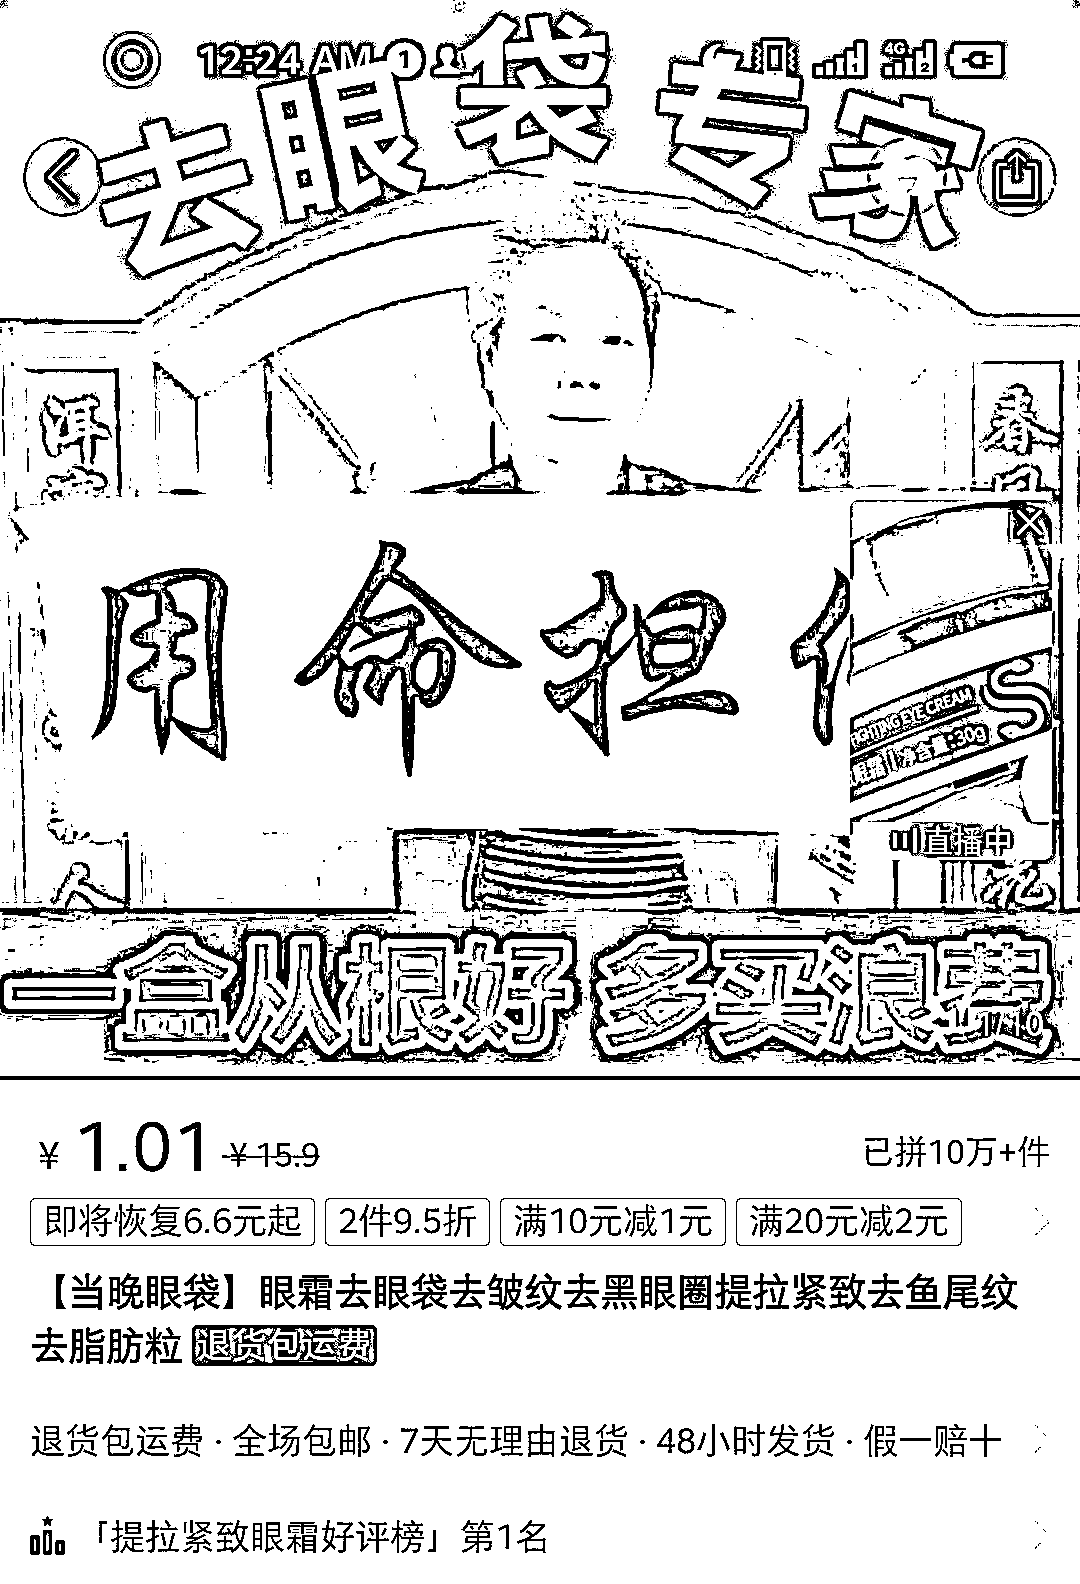 12:24 AM
4G
2
去眼袋 专家
洱
春
用命担
FIGHTING EYE CREAM
眼霜 | 净含量:30g
直播中
人
一盒从根好 多买浪费
1/10
¥ 1.01 ¥15.9
已拼10万+件
即将恢复6.6元起 2件9.5折 满10元减1元 满20元减2元
【当晚眼袋】眼霜去眼袋去皱纹去黑眼圈提拉紧致去鱼尾纹
去脂肪粒 退货包运费
退货包运费 · 全场包邮 · 7天无理由退货 · 48小时发货 · 假一赔十
「提拉紧致眼霜好评榜」第1名